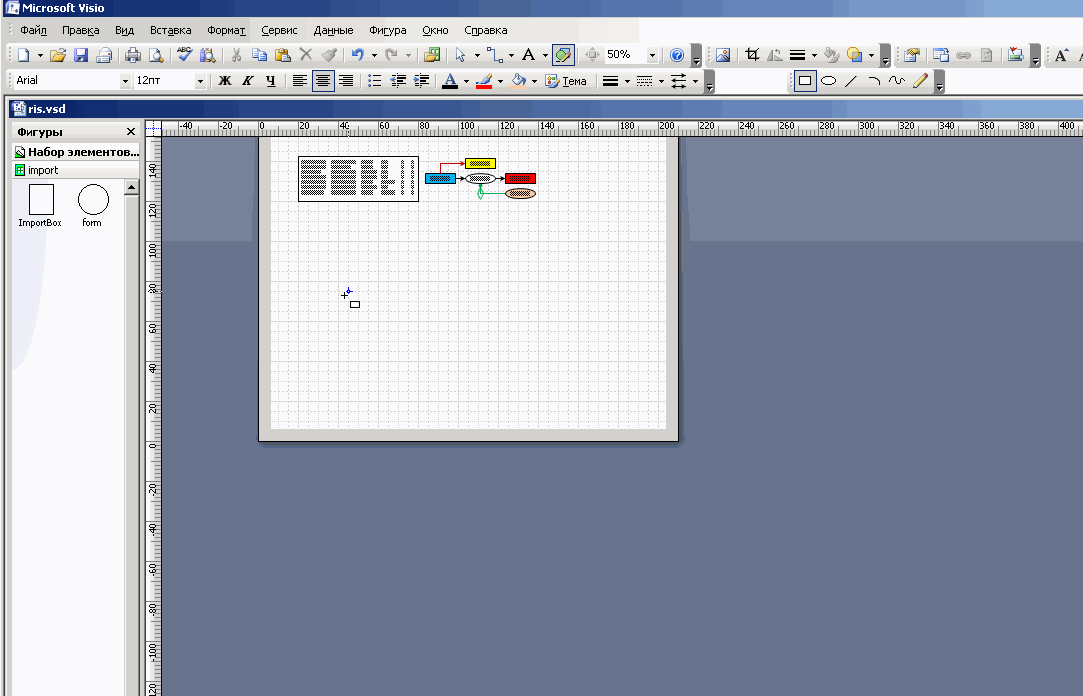 Microsoft Visio
Файл Правка Вид Вставка Формат Сервис Данные Фигура Окно Справка
ABC A 50%
Arial 12пт Ж К Ч A Тема A
ris.vsd
Фигуры
Набор элементов...
import
ImportBox form
-40 -20 0 20 40 60 80 100 120 140 160 180 200 220 240 260 280 300 320 340 360 380 400
140
120
100
80
60
40
20
0
-20
-40
-60
-80
-100
120